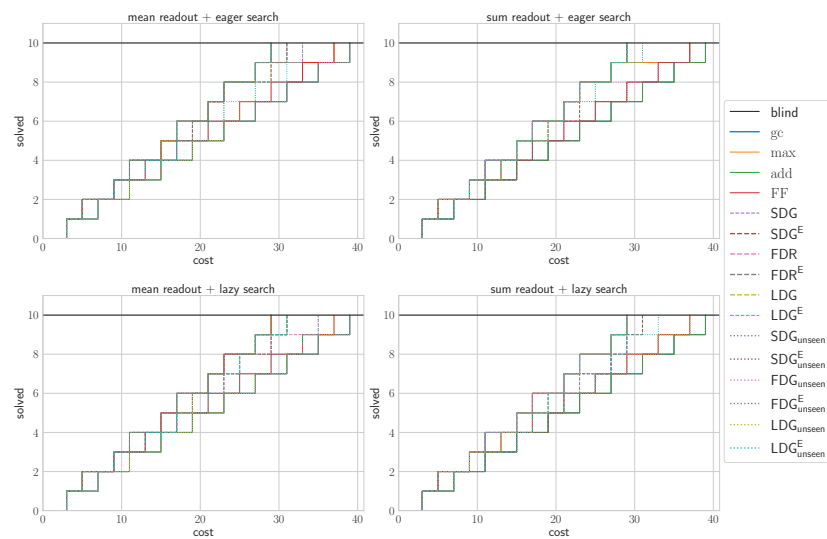 mean readout + eager search
10
8
6
4
2
0
solved
0 10 20 30 40
cost
sum readout + eager search
10
8
6
4
2
0
solved
0 10 20 30 40
cost
mean readout + lazy search
10
8
6
4
2
0
solved
0 10 20 30 40
cost
sum readout + lazy search
10
8
6
4
2
0
solved
0 10 20 30 40
cost
blind
gc
max
add
FF
SDG
SDG^E
FDR
FDR^E
LDG
LDG^E
SDG_unseen
SDG^E_unseen
FDG_unseen
FDG^E_unseen
LDG_unseen
LDG^E_unseen